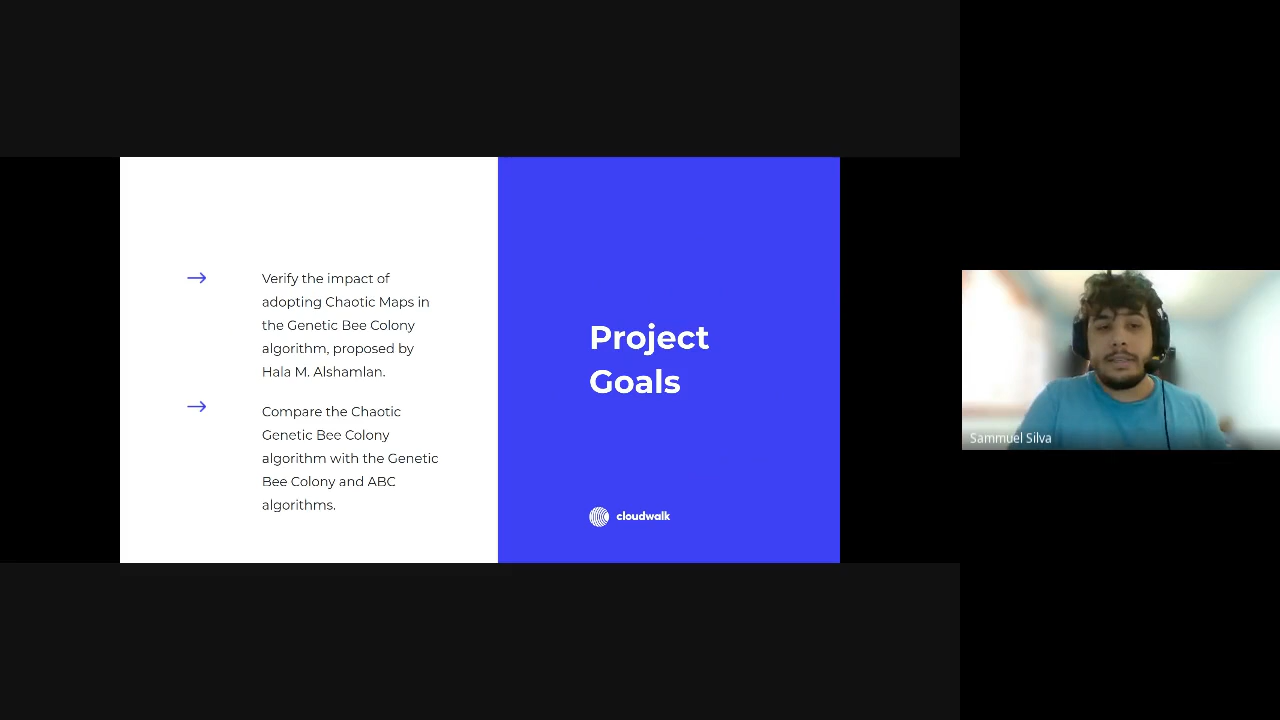 Verify the impact of
adopting Chaotic Maps in
the Genetic Bee Colony
algorithm, proposed by
Hala M. Alshamlan.
Compare the Chaotic
Genetic Bee Colony
algorithm with the Genetic
Bee Colony and ABC
algorithms.
Project
Goals
cloudwalk
Sammuel Silva